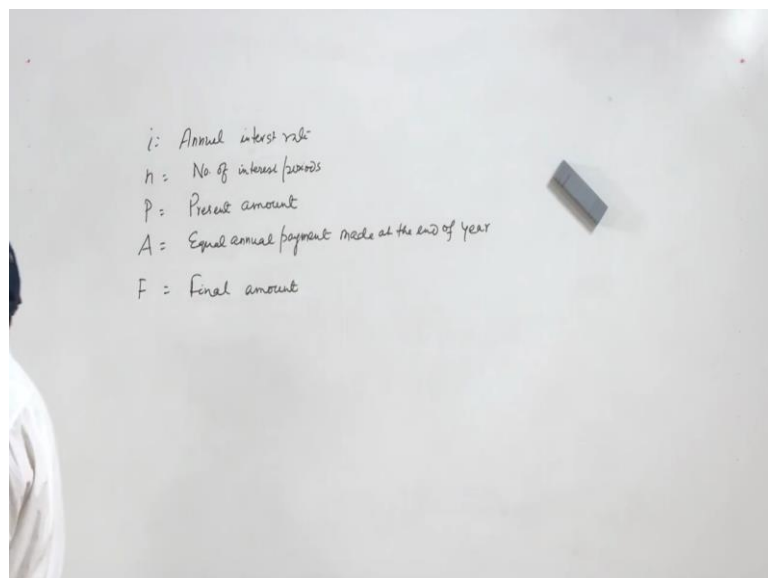 i: Annual interst rate
n: No. of interest periods
P: Present amount
A = Equal annual payment made at the end of year
F = Final amount